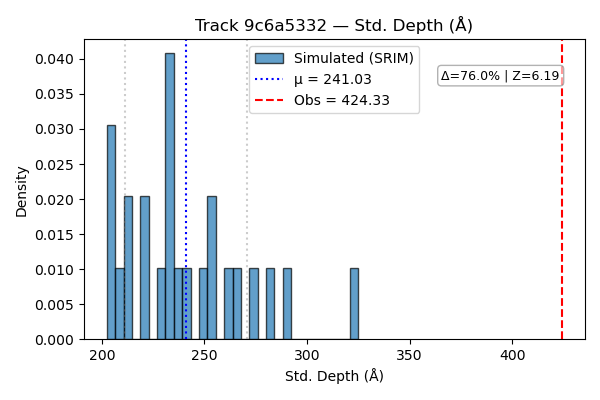 Track 9c6a5332 — Std. Depth (Å)
Simulated (SRIM)
μ = 241.03
Obs = 424.33
Δ=76.0% | Z=6.19
Density
0.040
0.035
0.030
0.025
0.020
0.015
0.010
0.005
0.000
200
250
300
350
400
Std. Depth (Å)